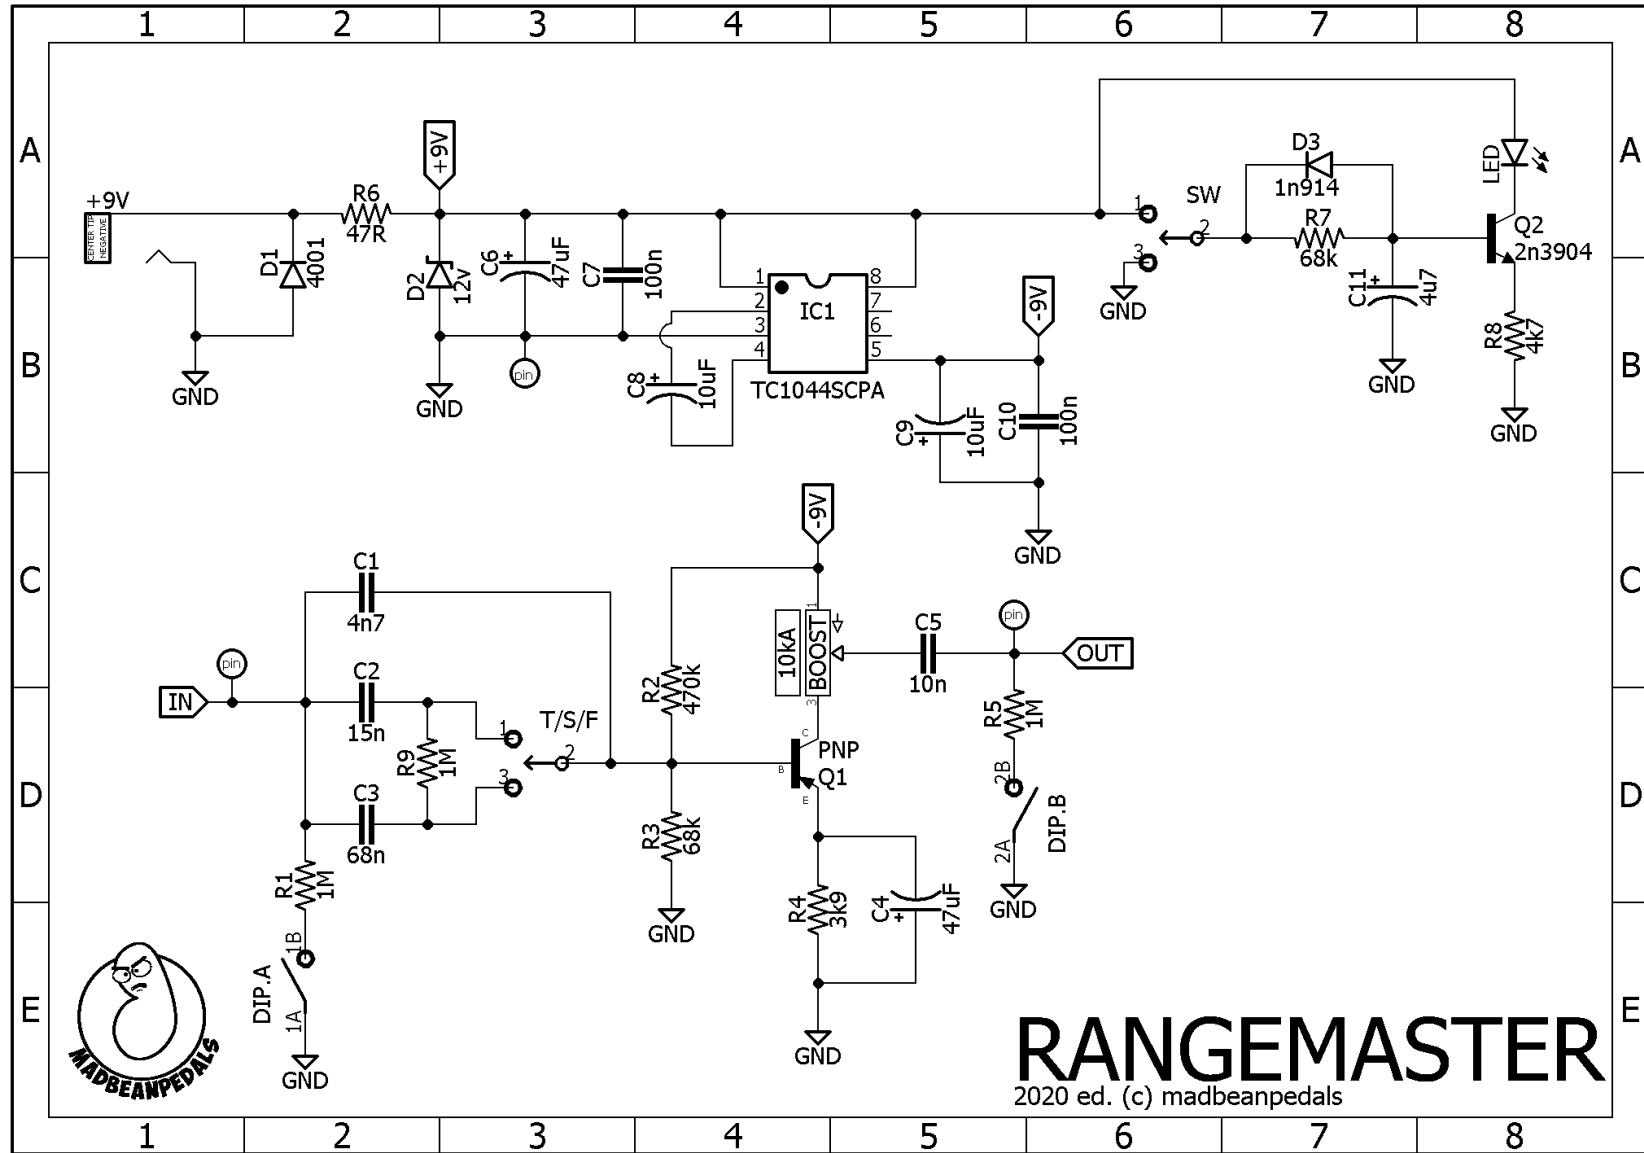 1 2 3 4 5 6 7 8
A A
+9V
+9V
CENTER TIP
NEGATIVE
R6
47R
D1
4001
D2
12v
C6
+
47uF
C7
100n
1
2
3
4
8
7
6
5
IC1
TC1044SCPA
C8
+
10uF
pin
GND
GND
-9V
C9
+
10uF
C10
100n
GND
1
SW
2
3
GND
D3
1n914
R7
68k
C11
+
4u7
GND
LED
Q2
2n3904
R8
4k7
GND
B B
C C
-9V
C1
4n7
pin
IN
C2
15n
R9
1M
C3
68n
R1
1M
1B
DIP.A
1A
GND
T/S/F
1
2
3
R2
470k
R3
68k
GND
10kA
BOOST
1
3
C
B
E
PNP
Q1
R4
3k9
C4
+
47uF
GND
C5
10n
pin
OUT
R5
1M
2B
DIP.B
2A
GND
D D
E E
MADBEANPEDALS
RANGEMASTER
2020 ed. (c) madbeanpedals
1 2 3 4 5 6 7 8